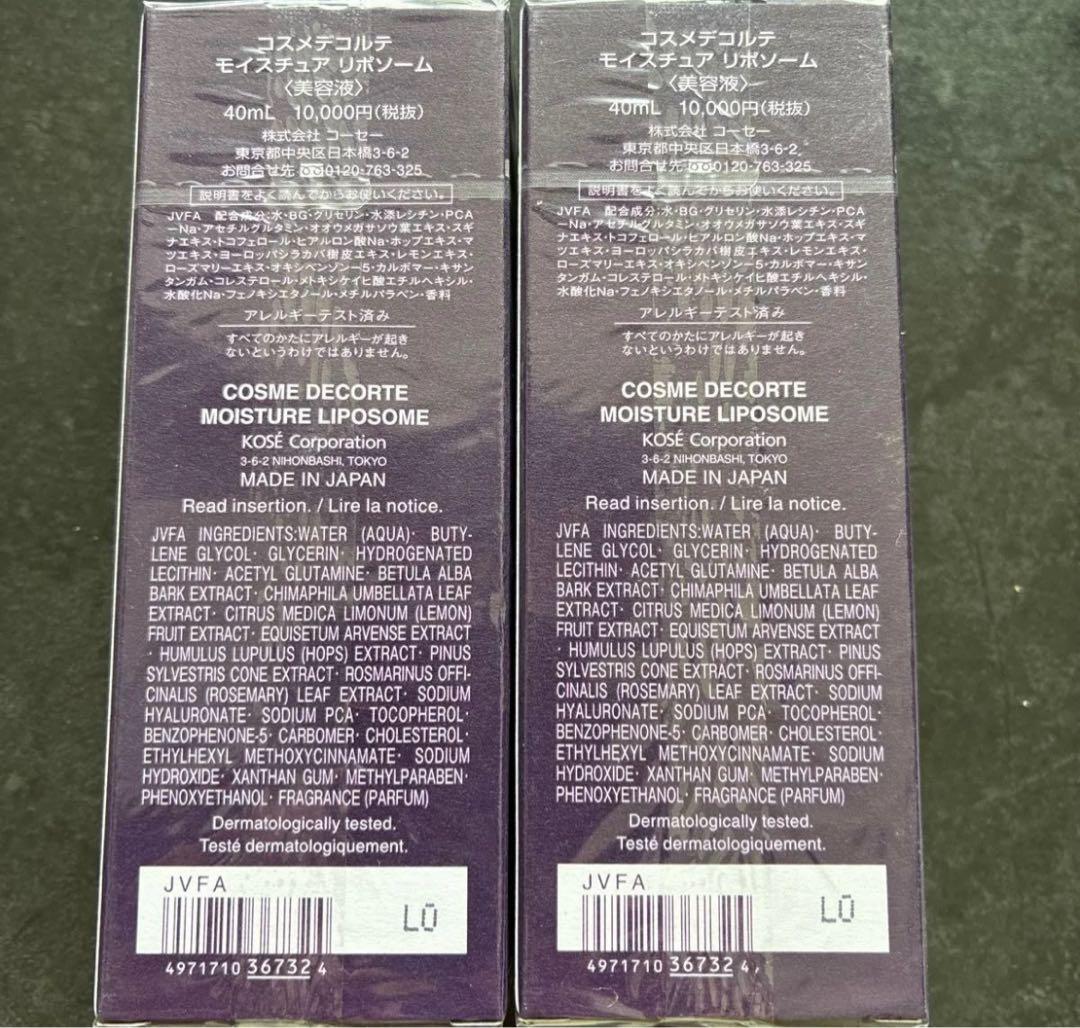 コスメデコルテ
モイスチュア リポソーム
〈美容液〉
40mL 10,000円(税抜)
株式会社 コーセー
東京都中央区日本橋3-6-2
お問合せ先 0120-763-325
説明書をよく読んでからお使いください。
JVFA 配合成分:水・BG・グリセリン・水添レシチン・PCA
ーNa・アセチルグルタミン・オオウメガサソウ葉エキス・スギ
ナエキス・トコフェロール・ヒアルロン酸Na・ホップエキス・マ
ツエキス・ヨーロッパシラカバ樹皮エキス・レモンエキス・
ローズマリーエキス・オキシベンゾンー5・カルボマー・キサン
タンガム・コレステロール・メトキシケイヒ酸エチルヘキシル・
水酸化Na・フェノキシエタノール・メチルパラベン・香料
アレルギーテスト済み
すべてのかたにアレルギーが起き
ないというわけではありません。
COSME DECORTE
MOISTURE LIPOSOME
KOSÉ Corporation
3-6-2 NIHONBASHI, TOKYO
MADE IN JAPAN
Read insertion. / Lire la notice.
JVFA INGREDIENTS:WATER (AQUA)· BUTY-
LENE GLYCOL· GLYCERIN· HYDROGENATED
LECITHIN· ACETYL GLUTAMINE· BETULA ALBA
BARK EXTRACT· CHIMAPHILA UMBELLATA LEAF
EXTRACT· CITRUS MEDICA LIMONUM (LEMON)
FRUIT EXTRACT· EQUISETUM ARVENSE EXTRACT
· HUMULUS LUPULUS (HOPS) EXTRACT· PINUS
SYLVESTRIS CONE EXTRACT· ROSMARINUS OFFI-
CINALIS (ROSEMARY) LEAF EXTRACT· SODIUM
HYALURONATE· SODIUM PCA· TOCOPHEROL·
BENZOPHENONE-5· CARBOMER· CHOLESTEROL·
ETHYLHEXYL METHOXYCINNAMATE· SODIUM
HYDROXIDE· XANTHAN GUM· METHYLPARABEN·
PHENOXYETHANOL· FRAGRANCE (PARFUM)
Dermatologically tested.
Testé dermatologiquement.
JVFA
L0
4971710 36732 4
コスメデコルテ
モイスチュア リポソーム
〈美容液〉
40mL 10,000円(税抜)
株式会社 コーセー
東京都中央区日本橋3-6-2
お問合せ先 0120-763-325
説明書をよく読んでからお使いください。
JVFA 配合成分:水・BG・グリセリン・水添レシチン・PCA
ーNa・アセチルグルタミン・オオウメガサソウ葉エキス・スギ
ナエキス・トコフェロール・ヒアルロン酸Na・ホップエキス・マ
ツエキス・ヨーロッパシラカバ樹皮エキス・レモンエキス・
ローズマリーエキス・オキシベンゾンー5・カルボマー・キサン
タンガム・コレステロール・メトキシケイヒ酸エチルヘキシル・
水酸化Na・フェノキシエタノール・メチルパラベン・香料
アレルギーテスト済み
すべてのかたにアレルギーが起き
ないというわけではありません。
COSME DECORTE
MOISTURE LIPOSOME
KOSÉ Corporation
3-6-2 NIHONBASHI, TOKYO
MADE IN JAPAN
Read insertion. / Lire la notice.
JVFA INGREDIENTS:WATER (AQUA)· BUTY-
LENE GLYCOL· GLYCERIN· HYDROGENATED
LECITHIN· ACETYL GLUTAMINE· BETULA ALBA
BARK EXTRACT· CHIMAPHILA UMBELLATA LEAF
EXTRACT· CITRUS MEDICA LIMONUM (LEMON)
FRUIT EXTRACT· EQUISETUM ARVENSE EXTRACT
· HUMULUS LUPULUS (HOPS) EXTRACT· PINUS
SYLVESTRIS CONE EXTRACT· ROSMARINUS OFFI-
CINALIS (ROSEMARY) LEAF EXTRACT· SODIUM
HYALURONATE· SODIUM PCA· TOCOPHEROL·
BENZOPHENONE-5· CARBOMER· CHOLESTEROL·
ETHYLHEXYL METHOXYCINNAMATE· SODIUM
HYDROXIDE· XANTHAN GUM· METHYLPARABEN·
PHENOXYETHANOL· FRAGRANCE (PARFUM)
Dermatologically tested.
Testé dermatologiquement.
JVFA
L0
4971710 36732 4